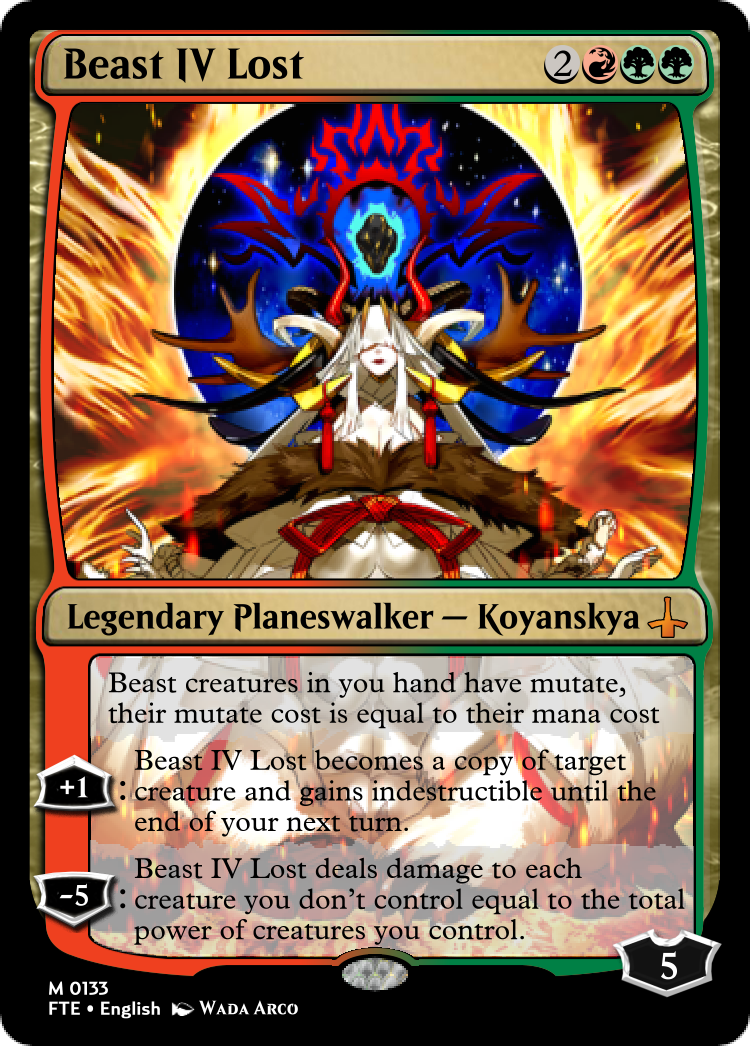 Beast IV Lost
2
Legendary Planeswalker — Koyanskya
Beast creatures in you hand have mutate,
their mutate cost is equal to their mana cost
+1
: Beast IV Lost becomes a copy of target
creature and gains indestructible until the
end of your next turn.
-5
: Beast IV Lost deals damage to each
creature you don't control equal to the total
power of creatures you control.
5
M 0133
FTE • English Wada Arco